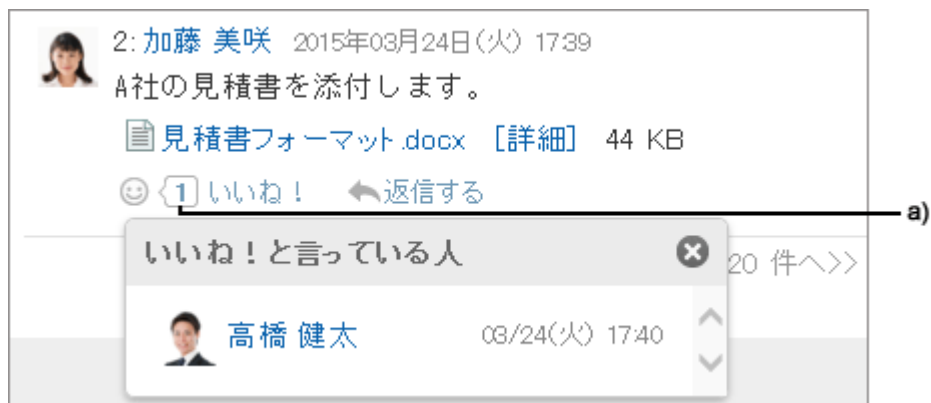 2: 加藤 美咲 2015年03月24日(火) 17:39
A社の見積書を添付します。
見積書フォーマット.docx [詳細] 44 KB
1 いいね！ 返信する
a)
いいね！と言っている人
20 件へ>>
高橋 健太 03/24(火) 17:40